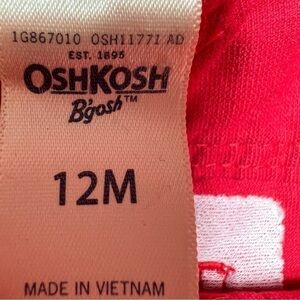 1G867010 OSH11771 AD
EST. 1895
OSHKOSH
B'gosh™
12M
MADE IN VIETNAM